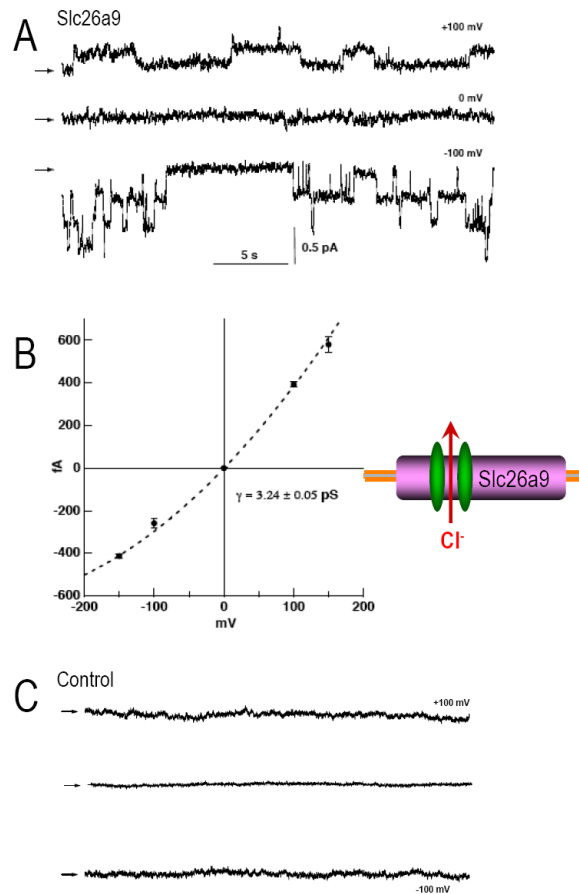 A Slc26a9
+100 mV
0 mV
-100 mV
5 s
0.5 pA
B
600
400
200
0
-200
-400
-600
fA
γ = 3.24 ± 0.05 pS
-200 -100 0 100 200
mV
Slc26a9
Cl-
C Control
+100 mV
-100 mV